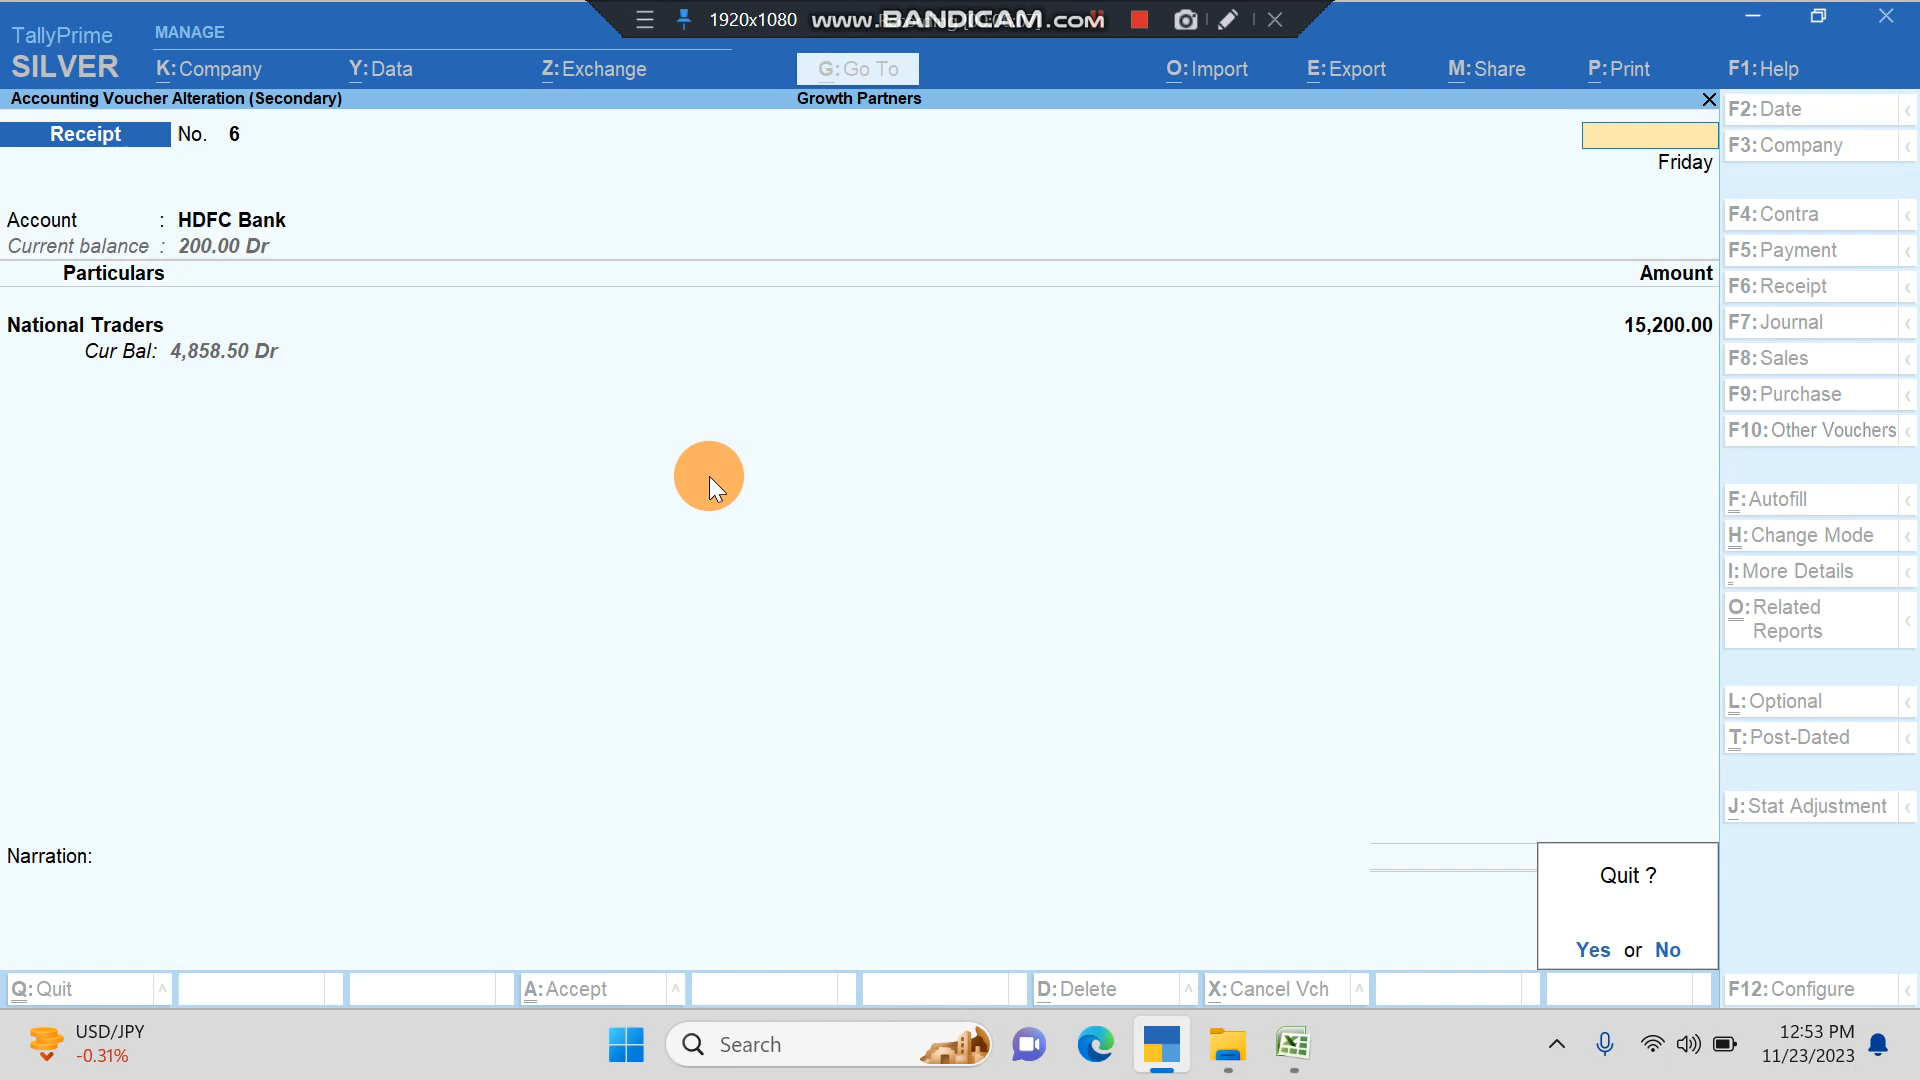 1920x1080 www.BANDICAM.com
TallyPrime
SILVER
MANAGE
K:Company Y:Data Z:Exchange G:Go To O:Import E:Export M:Share P:Print F1:Help
Accounting Voucher Alteration (Secondary) Growth Partners
Receipt No. 6
Friday
Account : HDFC Bank
Current balance : 200.00 Dr
Particulars Amount
National Traders 15,200.00
Cur Bal: 4,858.50 Dr
Narration:
Quit ?
Yes or No
F2:Date
F3:Company
F4:Contra
F5:Payment
F6:Receipt
F7:Journal
F8:Sales
F9:Purchase
F10:Other Vouchers
F:Autofill
H:Change Mode
I:More Details
O:Related
Reports
L:Optional
T:Post-Dated
J:Stat Adjustment
F12:Configure
Q:Quit A:Accept D:Delete X:Cancel Vch
USD/JPY
-0.31%
Search
12:53 PM
11/23/2023